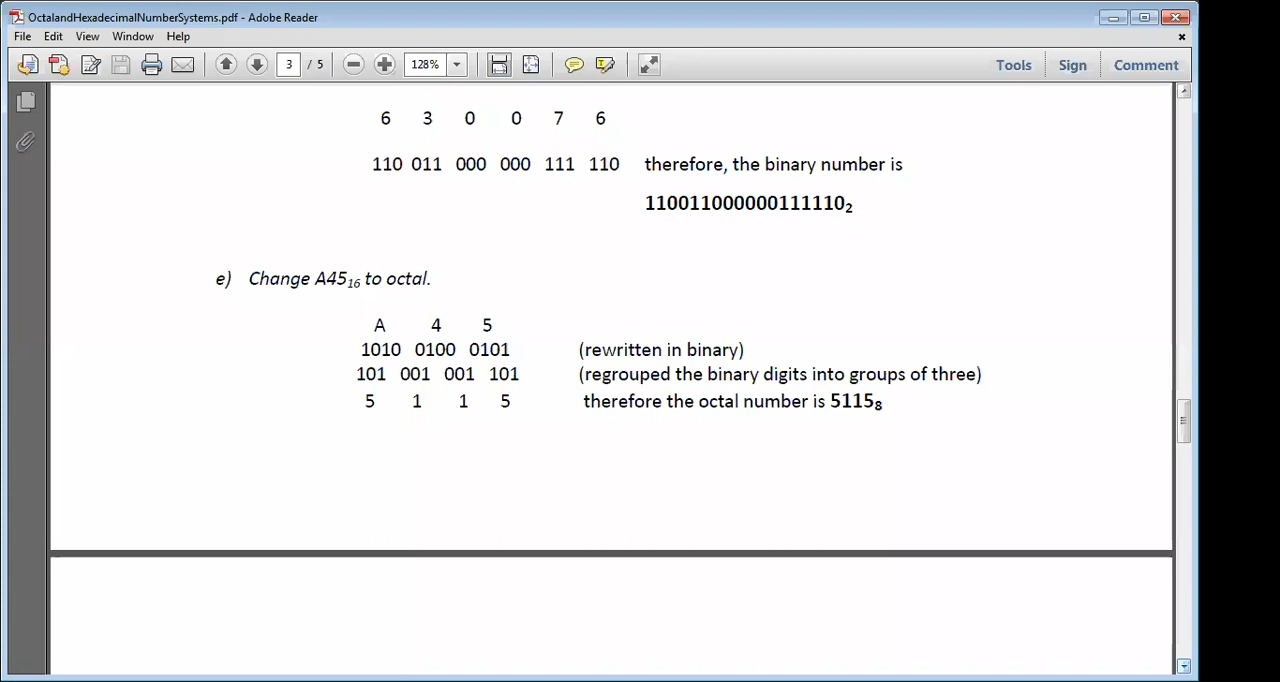 OctalandHexadecimalNumberSystems.pdf - Adobe Reader
File Edit View Window Help
3 / 5 128% Tools Sign Comment
6 3 0 0 7 6
110 011 000 000 111 110 therefore, the binary number is
110011000000111110₂
e) Change A45₁₆ to octal.
A 4 5
1010 0100 0101 (rewritten in binary)
101 001 001 101 (regrouped the binary digits into groups of three)
5 1 1 5 therefore the octal number is 5115₈